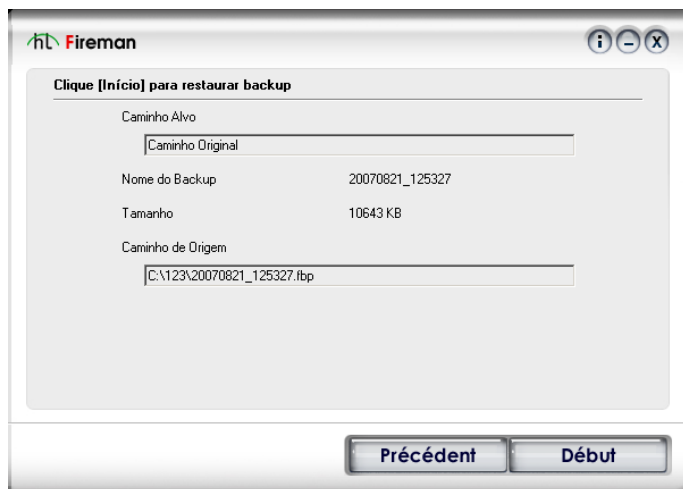 hL Fireman
Clique [Início] para restaurar backup
Caminho Alvo
Caminho Original
Nome do Backup 20070821_125327
Tamanho 10643 KB
Caminho de Origem
C:\123\20070821_125327.fbp
Précédent Début